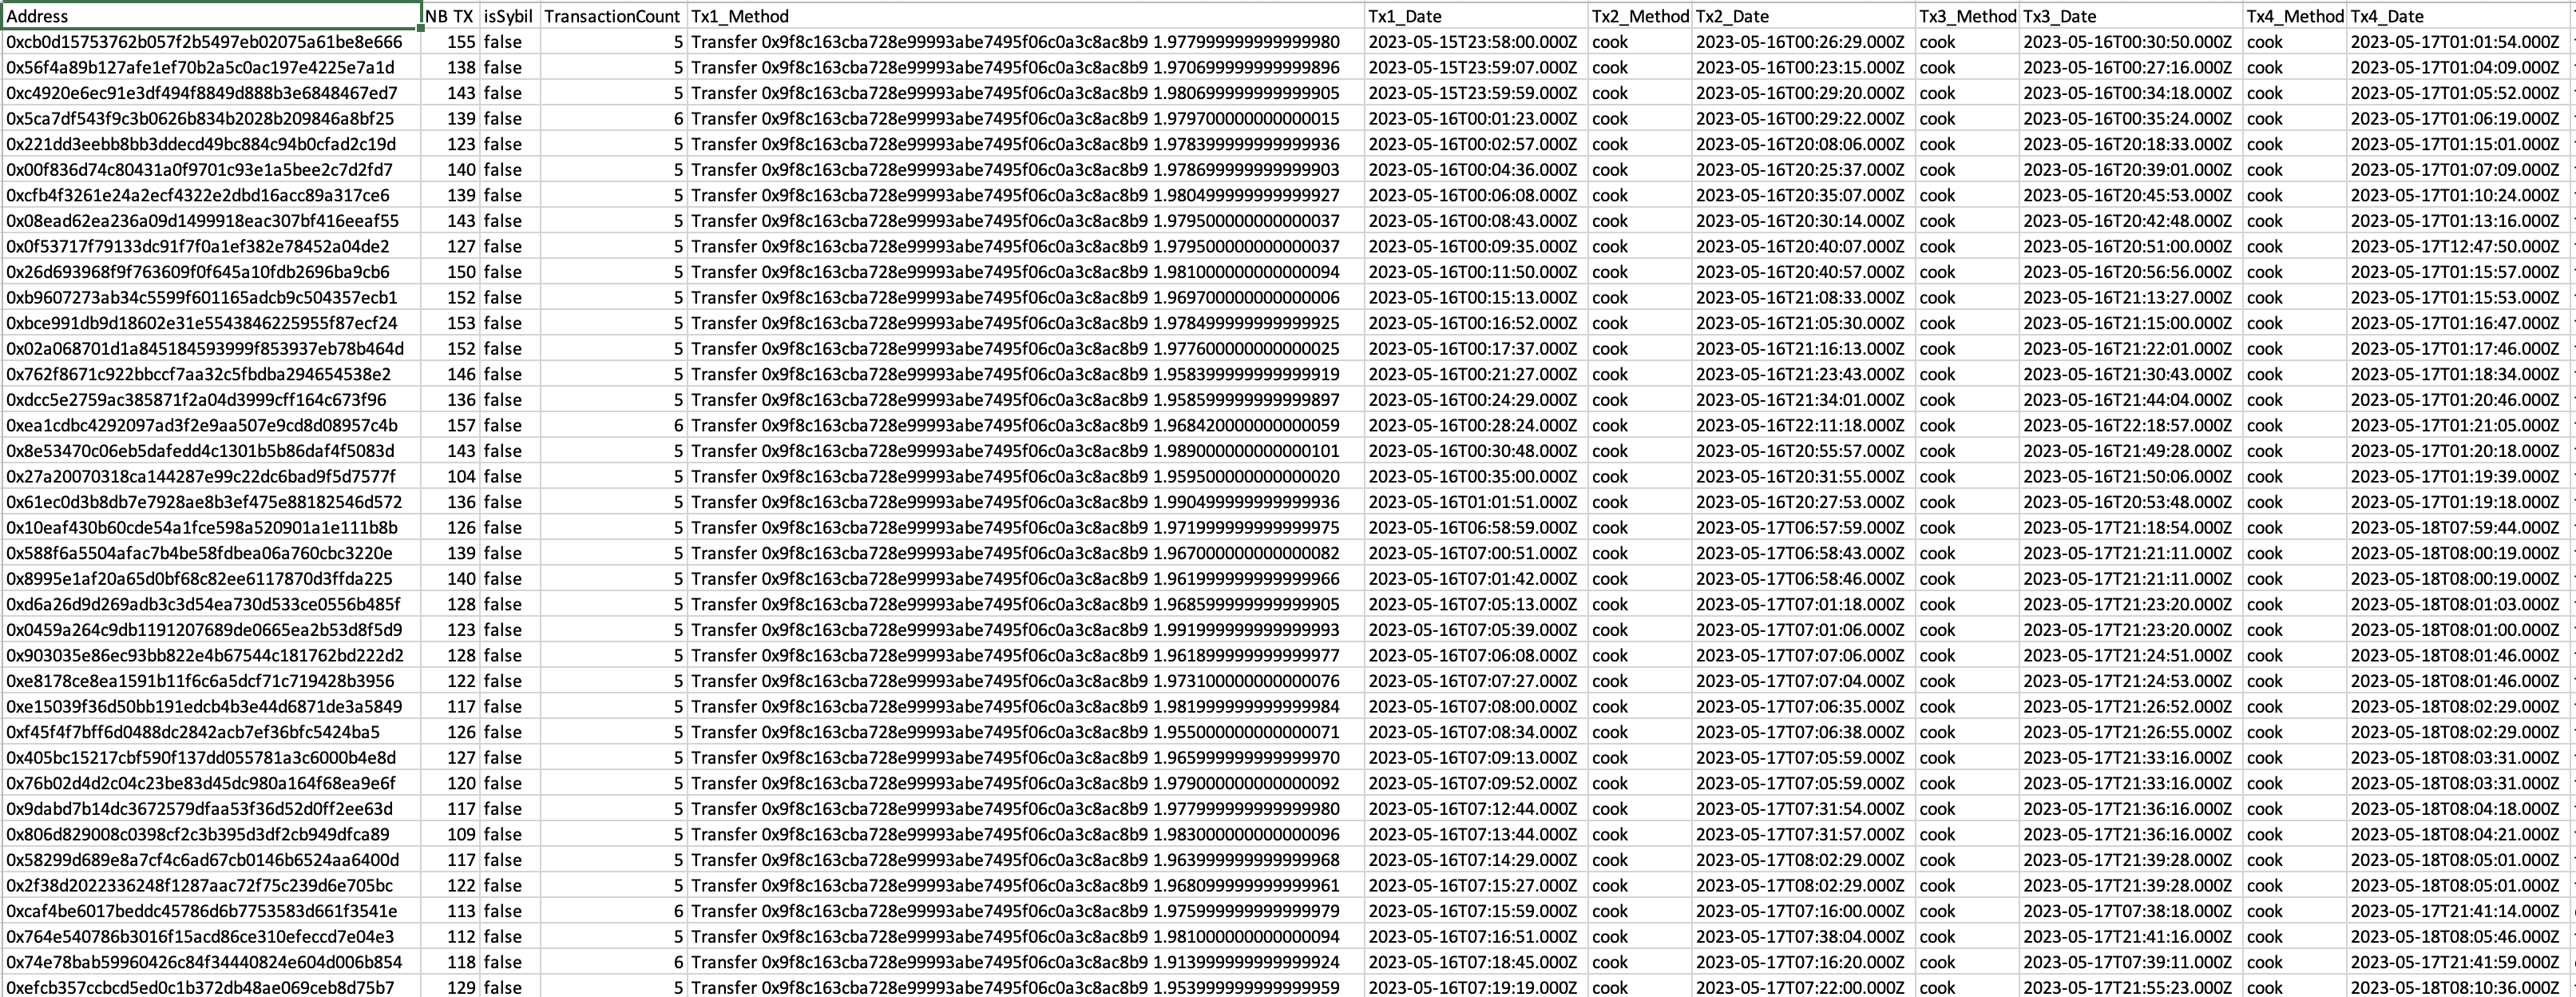 Address NB TX isSybil TransactionCount Tx1_Method Tx1_Date Tx2_Method Tx2_Date Tx3_Method Tx3_Date Tx4_Method Tx4_Date
0xcb0d15753762b057f2b5497eb02075a61be8e666 155 false 5 Transfer 0x9f8c163cba728e99993abe7495f06c0a3c8ac8b9 1.977999999999999980 2023-05-15T23:58:00.000Z cook 2023-05-16T00:26:29.000Z cook 2023-05-16T00:30:50.000Z cook 2023-05-17T01:01:54.000Z
0x56f4a89b127afe1ef70b2a5c0ac197e4225e7a1d 138 false 5 Transfer 0x9f8c163cba728e99993abe7495f06c0a3c8ac8b9 1.970699999999999896 2023-05-15T23:59:07.000Z cook 2023-05-16T00:23:15.000Z cook 2023-05-16T00:27:16.000Z cook 2023-05-17T01:04:09.000Z
0xc4920e6ec91e3df494f8849d888b3e6848467ed7 143 false 5 Transfer 0x9f8c163cba728e99993abe7495f06c0a3c8ac8b9 1.980699999999999905 2023-05-15T23:59:59.000Z cook 2023-05-16T00:29:20.000Z cook 2023-05-16T00:34:18.000Z cook 2023-05-17T01:05:52.000Z
0x5ca7df543f9c3b0626b834b2028b209846a8bf25 139 false 6 Transfer 0x9f8c163cba728e99993abe7495f06c0a3c8ac8b9 1.979700000000000015 2023-05-16T00:01:23.000Z cook 2023-05-16T00:29:22.000Z cook 2023-05-16T00:35:24.000Z cook 2023-05-17T01:06:19.000Z
0x221dd3eebb8bb3ddecd49bc884c94b0cfad2c19d 123 false 5 Transfer 0x9f8c163cba728e99993abe7495f06c0a3c8ac8b9 1.978399999999999936 2023-05-16T00:02:57.000Z cook 2023-05-16T20:08:06.000Z cook 2023-05-16T20:18:33.000Z cook 2023-05-17T01:15:01.000Z
0x00f836d74c80431a0f9701c93e1a5bee2c7d2fd7 140 false 5 Transfer 0x9f8c163cba728e99993abe7495f06c0a3c8ac8b9 1.978699999999999903 2023-05-16T00:04:36.000Z cook 2023-05-16T20:25:37.000Z cook 2023-05-16T20:39:01.000Z cook 2023-05-17T01:07:09.000Z
0xcfb4f3261e24a2ecf4322e2dbd16acc89a317ce6 139 false 5 Transfer 0x9f8c163cba728e99993abe7495f06c0a3c8ac8b9 1.980499999999999927 2023-05-16T00:06:08.000Z cook 2023-05-16T20:35:07.000Z cook 2023-05-16T20:45:53.000Z cook 2023-05-17T01:10:24.000Z
0x08ead62ea236a09d1499918eac307bf416eeaf55 143 false 5 Transfer 0x9f8c163cba728e99993abe7495f06c0a3c8ac8b9 1.979500000000000037 2023-05-16T00:08:43.000Z cook 2023-05-16T20:30:14.000Z cook 2023-05-16T20:42:48.000Z cook 2023-05-17T01:13:16.000Z
0x0f53717f79133dc91f7f0a1ef382e78452a04de2 127 false 5 Transfer 0x9f8c163cba728e99993abe7495f06c0a3c8ac8b9 1.979500000000000037 2023-05-16T00:09:35.000Z cook 2023-05-16T20:40:07.000Z cook 2023-05-16T20:51:00.000Z cook 2023-05-17T12:47:50.000Z
0x26d693968f9f763609f0f645a10fdb2696ba9cb6 150 false 5 Transfer 0x9f8c163cba728e99993abe7495f06c0a3c8ac8b9 1.981000000000000094 2023-05-16T00:11:50.000Z cook 2023-05-16T20:40:57.000Z cook 2023-05-16T20:56:56.000Z cook 2023-05-17T01:15:57.000Z
0xb9607273ab34c5599f601165adcb9c504357ecb1 152 false 5 Transfer 0x9f8c163cba728e99993abe7495f06c0a3c8ac8b9 1.969700000000000006 2023-05-16T00:15:13.000Z cook 2023-05-16T21:08:33.000Z cook 2023-05-16T21:13:27.000Z cook 2023-05-17T01:15:53.000Z
0xbce991db9d18602e31e5543846225955f87ecf24 153 false 5 Transfer 0x9f8c163cba728e99993abe7495f06c0a3c8ac8b9 1.978499999999999925 2023-05-16T00:16:52.000Z cook 2023-05-16T21:05:30.000Z cook 2023-05-16T21:15:00.000Z cook 2023-05-17T01:16:47.000Z
0x02a068701d1a845184593999f853937eb78b464d 152 false 5 Transfer 0x9f8c163cba728e99993abe7495f06c0a3c8ac8b9 1.977600000000000025 2023-05-16T00:17:37.000Z cook 2023-05-16T21:16:13.000Z cook 2023-05-16T21:22:01.000Z cook 2023-05-17T01:17:46.000Z
0x762f8671c922bbccf7aa32c5fbdba294654538e2 146 false 5 Transfer 0x9f8c163cba728e99993abe7495f06c0a3c8ac8b9 1.958399999999999919 2023-05-16T00:21:27.000Z cook 2023-05-16T21:23:43.000Z cook 2023-05-16T21:30:43.000Z cook 2023-05-17T01:18:34.000Z
0xdcc5e2759ac385871f2a04d3999cff164c673f96 136 false 5 Transfer 0x9f8c163cba728e99993abe7495f06c0a3c8ac8b9 1.958599999999999897 2023-05-16T00:24:29.000Z cook 2023-05-16T21:34:01.000Z cook 2023-05-16T21:44:04.000Z cook 2023-05-17T01:20:46.000Z
0xea1cdbc4292097ad3f2e9aa507e9cd8d08957c4b 157 false 6 Transfer 0x9f8c163cba728e99993abe7495f06c0a3c8ac8b9 1.968420000000000059 2023-05-16T00:28:24.000Z cook 2023-05-16T22:11:18.000Z cook 2023-05-16T22:18:57.000Z cook 2023-05-17T01:21:05.000Z
0x8e53470c06eb5dafedd4c1301b5b86daf4f5083d 143 false 5 Transfer 0x9f8c163cba728e99993abe7495f06c0a3c8ac8b9 1.989000000000000101 2023-05-16T00:30:48.000Z cook 2023-05-16T20:55:57.000Z cook 2023-05-16T21:49:28.000Z cook 2023-05-17T01:20:18.000Z
0x27a20070318ca144287e99c22dc6bad9f5d7577f 104 false 5 Transfer 0x9f8c163cba728e99993abe7495f06c0a3c8ac8b9 1.959500000000000020 2023-05-16T00:35:00.000Z cook 2023-05-16T20:31:55.000Z cook 2023-05-16T21:50:06.000Z cook 2023-05-17T01:19:39.000Z
0x61ec0d3b8db7e7928ae8b3ef475e88182546d572 136 false 5 Transfer 0x9f8c163cba728e99993abe7495f06c0a3c8ac8b9 1.990499999999999936 2023-05-16T01:01:51.000Z cook 2023-05-16T20:27:53.000Z cook 2023-05-16T20:53:48.000Z cook 2023-05-17T01:19:18.000Z
0x10eaf430b60cde54a1fce598a520901a1e111b8b 126 false 5 Transfer 0x9f8c163cba728e99993abe7495f06c0a3c8ac8b9 1.971999999999999975 2023-05-16T06:58:59.000Z cook 2023-05-17T06:57:59.000Z cook 2023-05-17T21:18:54.000Z cook 2023-05-18T07:59:44.000Z
0x588f6a5504afac7b4be58fdbea06a760cbc3220e 139 false 5 Transfer 0x9f8c163cba728e99993abe7495f06c0a3c8ac8b9 1.967000000000000082 2023-05-16T07:00:51.000Z cook 2023-05-17T06:58:43.000Z cook 2023-05-17T21:21:11.000Z cook 2023-05-18T08:00:19.000Z
0x8995e1af20a65d0bf68c82ee6117870d3ffda225 140 false 5 Transfer 0x9f8c163cba728e99993abe7495f06c0a3c8ac8b9 1.961999999999999966 2023-05-16T07:01:42.000Z cook 2023-05-17T06:58:46.000Z cook 2023-05-17T21:21:11.000Z cook 2023-05-18T08:00:19.000Z
0xd6a26d9d269adb3c3d54ea730d533ce0556b485f 128 false 5 Transfer 0x9f8c163cba728e99993abe7495f06c0a3c8ac8b9 1.968599999999999905 2023-05-16T07:05:13.000Z cook 2023-05-17T07:01:18.000Z cook 2023-05-17T21:23:20.000Z cook 2023-05-18T08:01:03.000Z
0x0459a264c9db1191207689de0665ea2b53d8f5d9 123 false 5 Transfer 0x9f8c163cba728e99993abe7495f06c0a3c8ac8b9 1.991999999999999993 2023-05-16T07:05:39.000Z cook 2023-05-17T07:01:06.000Z cook 2023-05-17T21:23:20.000Z cook 2023-05-18T08:01:00.000Z
0x903035e86ec93bb822e4b67544c181762bd222d2 128 false 5 Transfer 0x9f8c163cba728e99993abe7495f06c0a3c8ac8b9 1.961899999999999977 2023-05-16T07:06:08.000Z cook 2023-05-17T07:07:06.000Z cook 2023-05-17T21:24:51.000Z cook 2023-05-18T08:01:46.000Z
0xe8178ce8ea1591b11f6c6a5dcf71c719428b3956 122 false 5 Transfer 0x9f8c163cba728e99993abe7495f06c0a3c8ac8b9 1.973100000000000076 2023-05-16T07:07:27.000Z cook 2023-05-17T07:07:04.000Z cook 2023-05-17T21:24:53.000Z cook 2023-05-18T08:01:46.000Z
0xe15039f36d50bb191edcb4b3e44d6871de3a5849 117 false 5 Transfer 0x9f8c163cba728e99993abe7495f06c0a3c8ac8b9 1.981999999999999984 2023-05-16T07:08:00.000Z cook 2023-05-17T07:06:35.000Z cook 2023-05-17T21:26:52.000Z cook 2023-05-18T08:02:29.000Z
0xf45f4f7bff6d0488dc2842acb7ef36bfc5424ba5 126 false 5 Transfer 0x9f8c163cba728e99993abe7495f06c0a3c8ac8b9 1.955000000000000071 2023-05-16T07:08:34.000Z cook 2023-05-17T07:06:38.000Z cook 2023-05-17T21:26:55.000Z cook 2023-05-18T08:02:29.000Z
0x405bc15217cbf590f137dd055781a3c6000b4e8d 127 false 5 Transfer 0x9f8c163cba728e99993abe7495f06c0a3c8ac8b9 1.965999999999999970 2023-05-16T07:09:13.000Z cook 2023-05-17T07:05:59.000Z cook 2023-05-17T21:33:16.000Z cook 2023-05-18T08:03:31.000Z
0x76b02d4d2c04c23be83d45dc980a164f68ea9e6f 120 false 5 Transfer 0x9f8c163cba728e99993abe7495f06c0a3c8ac8b9 1.979000000000000092 2023-05-16T07:09:52.000Z cook 2023-05-17T07:05:59.000Z cook 2023-05-17T21:33:16.000Z cook 2023-05-18T08:03:31.000Z
0x9dabd7b14dc3672579dfaa53f36d52d0ff2ee63d 117 false 5 Transfer 0x9f8c163cba728e99993abe7495f06c0a3c8ac8b9 1.977999999999999980 2023-05-16T07:12:44.000Z cook 2023-05-17T07:31:54.000Z cook 2023-05-17T21:36:16.000Z cook 2023-05-18T08:04:18.000Z
0x806d829008c0398cf2c3b395d3df2cb949dfca89 109 false 5 Transfer 0x9f8c163cba728e99993abe7495f06c0a3c8ac8b9 1.983000000000000096 2023-05-16T07:13:44.000Z cook 2023-05-17T07:31:57.000Z cook 2023-05-17T21:36:16.000Z cook 2023-05-18T08:04:21.000Z
0x58299d689e8a7cf4c6ad67cb0146b6524aa6400d 117 false 5 Transfer 0x9f8c163cba728e99993abe7495f06c0a3c8ac8b9 1.963999999999999968 2023-05-16T07:14:29.000Z cook 2023-05-17T08:02:29.000Z cook 2023-05-17T21:39:28.000Z cook 2023-05-18T08:05:01.000Z
0x2f38d2022336248f1287aac72f75c239d6e705bc 122 false 5 Transfer 0x9f8c163cba728e99993abe7495f06c0a3c8ac8b9 1.968099999999999961 2023-05-16T07:15:27.000Z cook 2023-05-17T08:02:29.000Z cook 2023-05-17T21:39:28.000Z cook 2023-05-18T08:05:01.000Z
0xcaf4be6017beddc45786d6b7753583d661f3541e 113 false 6 Transfer 0x9f8c163cba728e99993abe7495f06c0a3c8ac8b9 1.975999999999999979 2023-05-16T07:15:59.000Z cook 2023-05-17T07:16:00.000Z cook 2023-05-17T07:38:18.000Z cook 2023-05-17T21:41:14.000Z
0x764e540786b3016f15acd86ce310efeccd7e04e3 112 false 5 Transfer 0x9f8c163cba728e99993abe7495f06c0a3c8ac8b9 1.981000000000000094 2023-05-16T07:16:51.000Z cook 2023-05-17T07:38:04.000Z cook 2023-05-17T21:41:16.000Z cook 2023-05-18T08:05:46.000Z
0x74e78bab59960426c84f34440824e604d006b854 118 false 6 Transfer 0x9f8c163cba728e99993abe7495f06c0a3c8ac8b9 1.913999999999999924 2023-05-16T07:18:45.000Z cook 2023-05-17T07:16:20.000Z cook 2023-05-17T07:39:11.000Z cook 2023-05-17T21:41:59.000Z
0xefcb357ccbcd5ed0c1b372db48ae069ceb8d75b7 129 false 5 Transfer 0x9f8c163cba728e99993abe7495f06c0a3c8ac8b9 1.953999999999999959 2023-05-16T07:19:19.000Z cook 2023-05-17T07:22:00.000Z cook 2023-05-17T21:55:23.000Z cook 2023-05-18T08:10:36.000Z